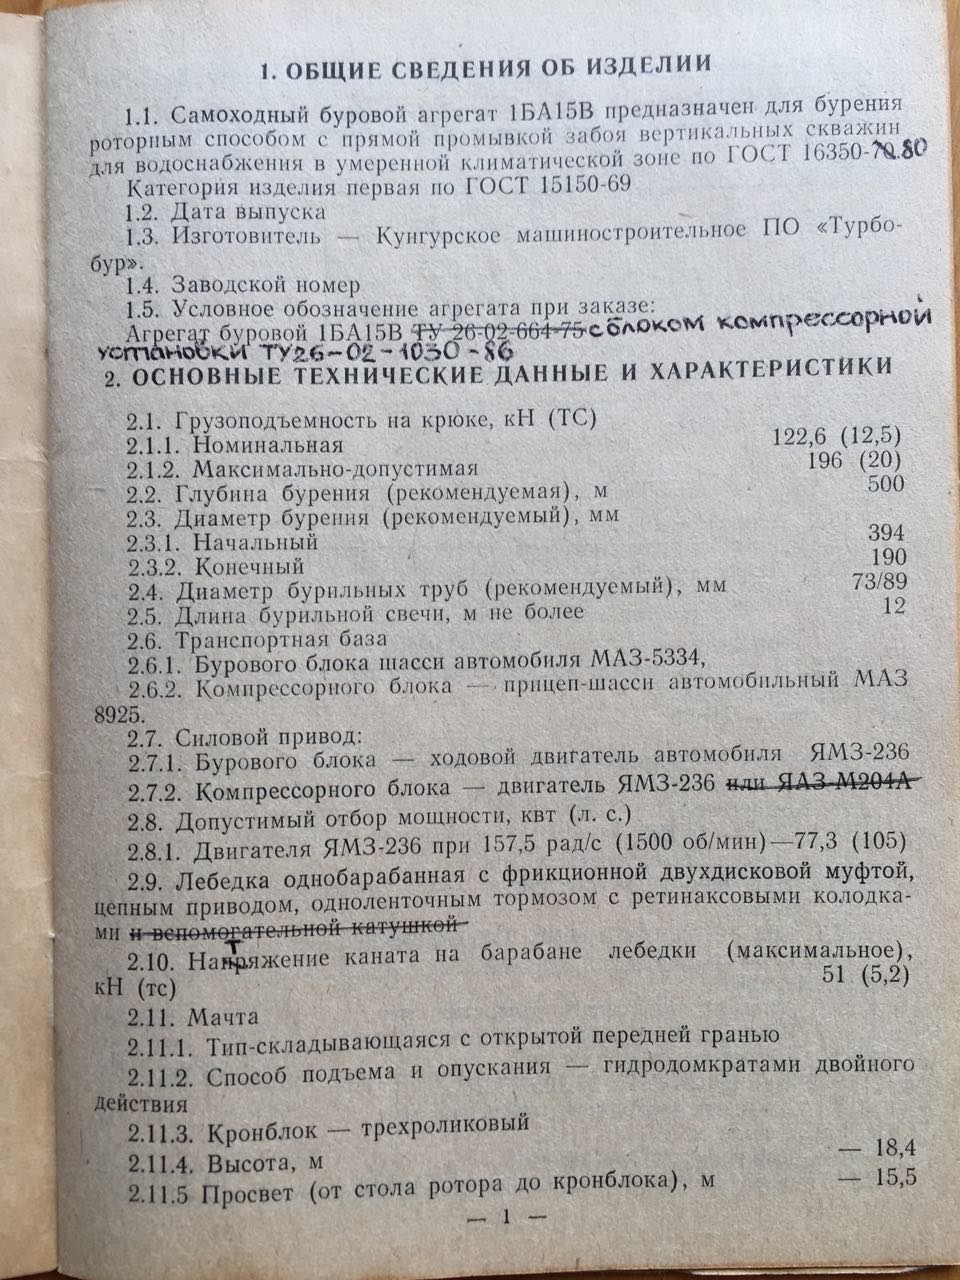 1. ОБЩИЕ СВЕДЕНИЯ ОБ ИЗДЕЛИИ
1.1. Самоходный буровой агрегат 1БА15В предназначен для бурения
роторным способом с прямой промывкой забоя вертикальных скважин
для водоснабжения в умеренной климатической зоне по ГОСТ 16350-70.80
Категория изделия первая по ГОСТ 15150-69
1.2. Дата выпуска
1.3. Изготовитель — Кунгурское машиностроительное ПО «Турбо-
бур».
1.4. Заводской номер
1.5. Условное обозначение агрегата при заказе:
Агрегат буровой 1БА15В ТУ 26-02-664-75 с блоком компрессорной
установки ТУ26-02-1030-86
2. ОСНОВНЫЕ ТЕХНИЧЕСКИЕ ДАННЫЕ И ХАРАКТЕРИСТИКИ
2.1. Грузоподъемность на крюке, кН (ТС)
2.1.1. Номинальная 122,6 (12,5)
2.1.2. Максимально-допустимая 196 (20)
2.2. Глубина бурения (рекомендуемая), м 500
2.3. Диаметр бурения (рекомендуемый), мм
2.3.1. Начальный 394
2.3.2. Конечный 190
2.4. Диаметр бурильных труб (рекомендуемый), мм 73/89
2.5. Длина бурильной свечи, м не более 12
2.6. Транспортная база
2.6.1. Бурового блока шасси автомобиля МАЗ-5334,
2.6.2. Компрессорного блока — прицеп-шасси автомобильный МАЗ
8925.
2.7. Силовой привод:
2.7.1. Бурового блока — ходовой двигатель автомобиля ЯМЗ-236
2.7.2. Компрессорного блока — двигатель ЯМЗ-236 или ЯАЗ-М204А
2.8. Допустимый отбор мощности, квт (л. с.)
2.8.1. Двигателя ЯМЗ-236 при 157,5 рад/с (1500 об/мин)—77,3 (105)
2.9. Лебедка однобарабанная с фрикционной двухдисковой муфтой,
цепным приводом, одноленточным тормозом с ретинаксовыми колодка-
ми и вспомогательной катушкой
2.10. Натяжение каната на барабане лебедки (максимальное),
кН (тс) 51 (5,2)
2.11. Мачта
2.11.1. Тип-складывающаяся с открытой передней гранью
2.11.2. Способ подъема и опускания — гидродомкратами двойного
действия
2.11.3. Кронблок — трехроликовый
2.11.4. Высота, м — 18,4
2.11.5 Просвет (от стола ротора до кронблока), м — 15,5
— 1 —